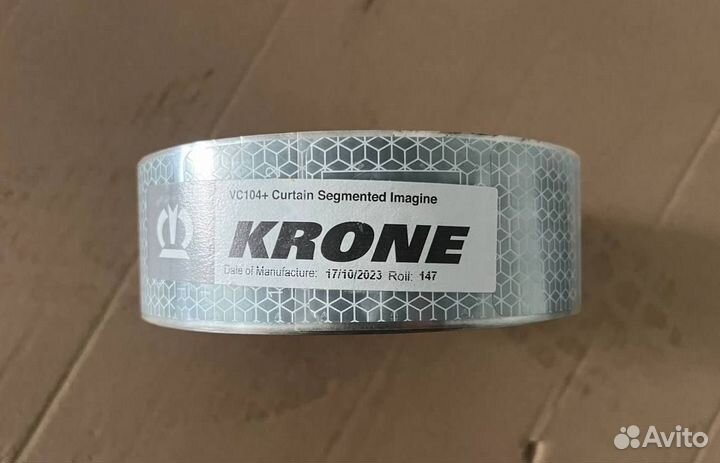 VC104+ Curtain Segmented Imagine
KRONE
Date of Manufacture: 17/10/2023 Roll: 147
Avito